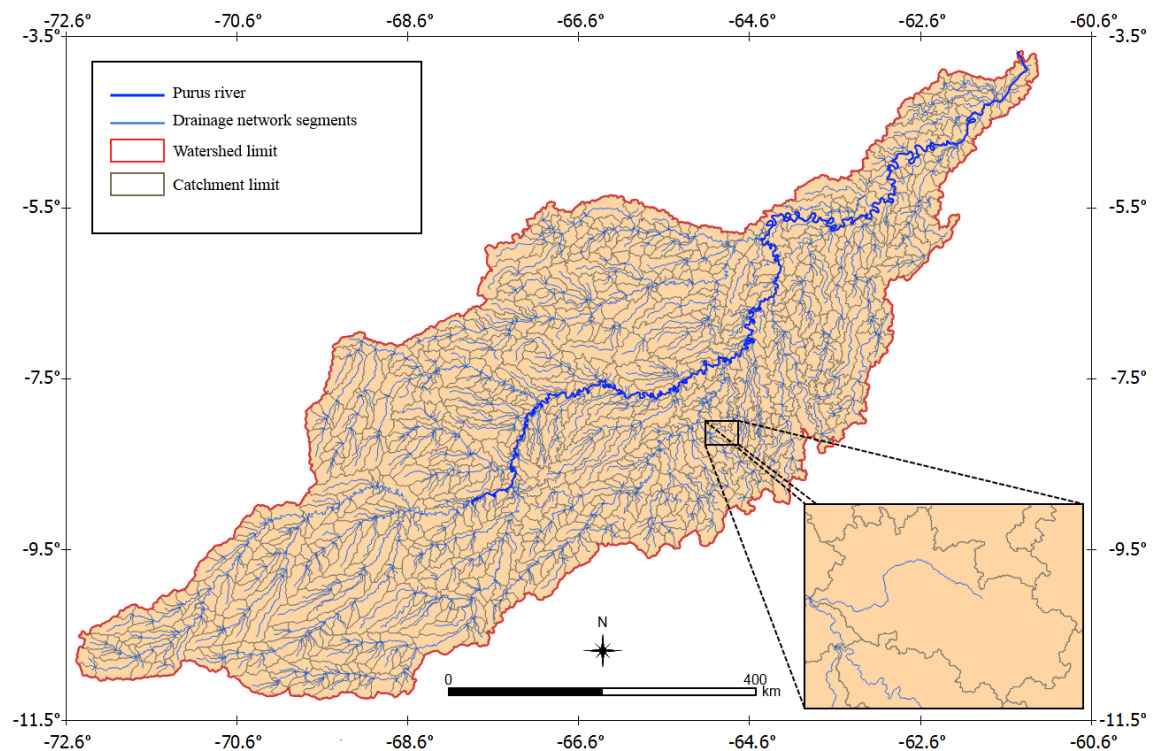 -72.6° -70.6° -68.6° -66.6° -64.6° -62.6° -60.6°
-3.5° -3.5°
Purus river
Drainage network segments
Watershed limit
Catchment limit
-5.5° -5.5°
-7.5° -7.5°
-9.5° -9.5°
N
0 400
km
-11.5° -11.5°
-72.6° -70.6° -68.6° -66.6° -64.6° -62.6° -60.6°